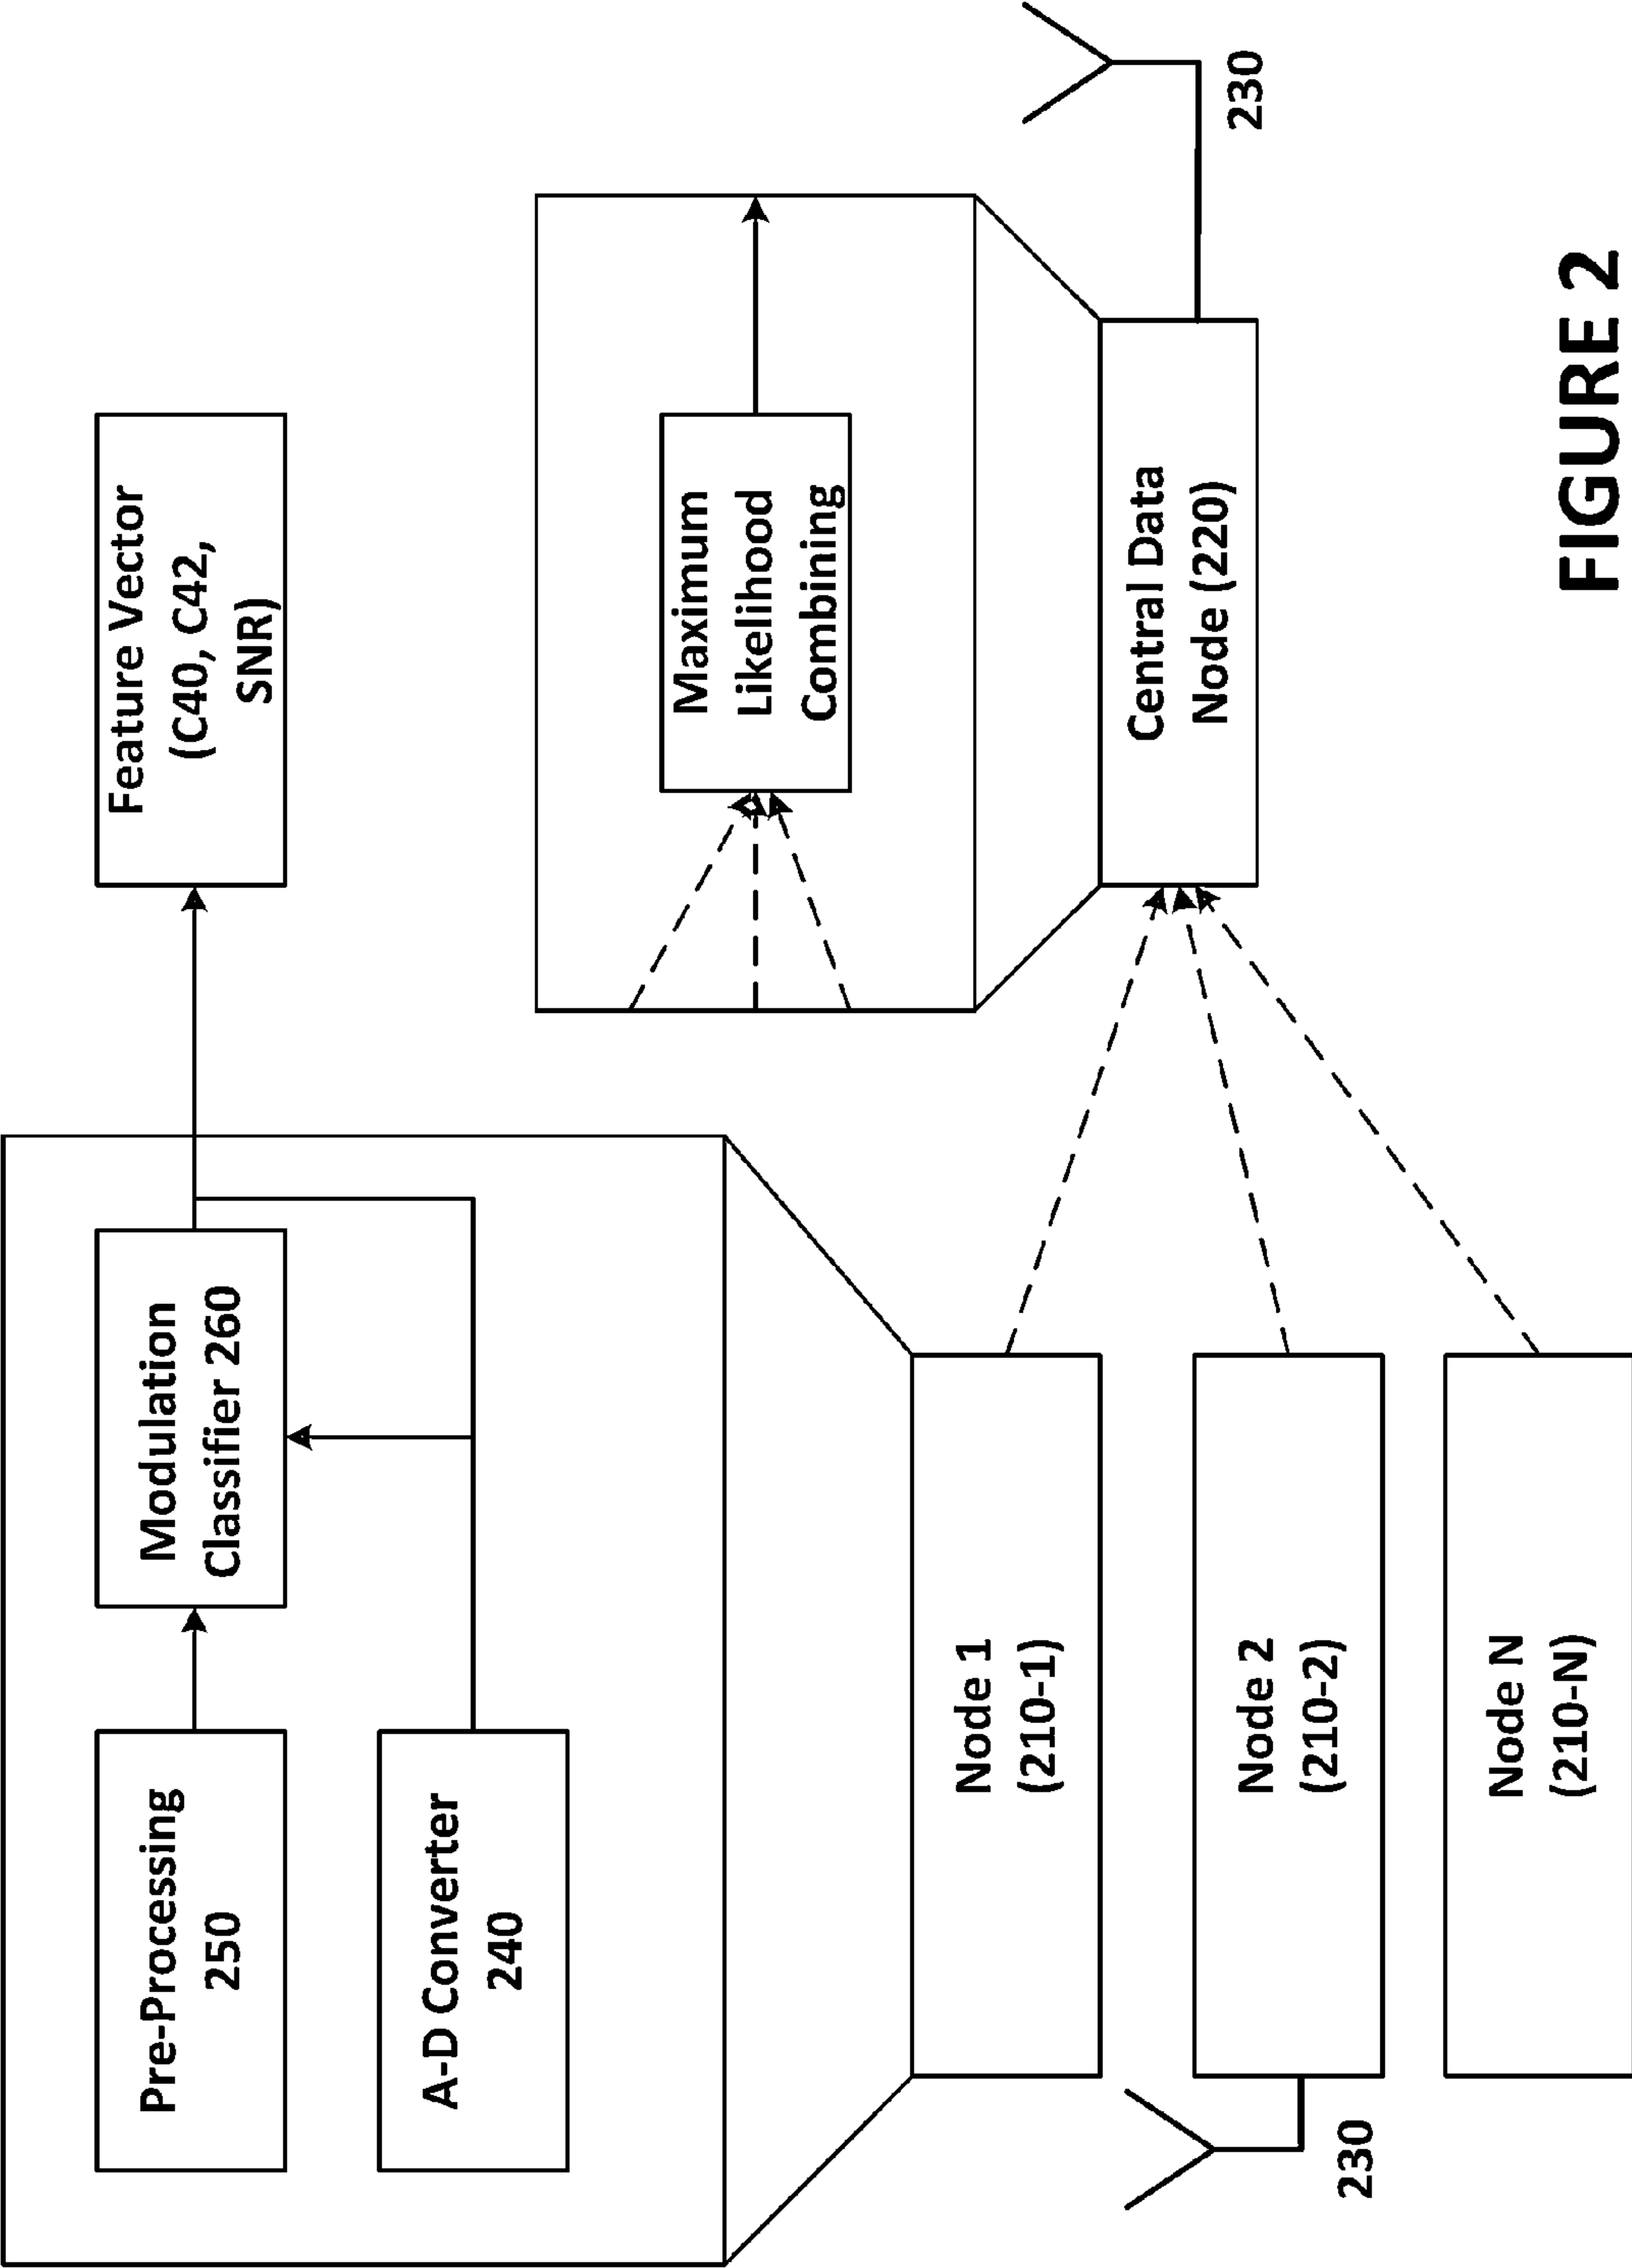 Pre-Processing
250
Modulation
Classifier 260
Feature Vector
(C40, C42,
SNR)
A-D Converter
240
Maximum
Likelihood
Combining
Node 1
(210-1)
Central Data
Node (220)
230
230
Node 2
(210-2)
Node N
(210-N)
FIGURE 2